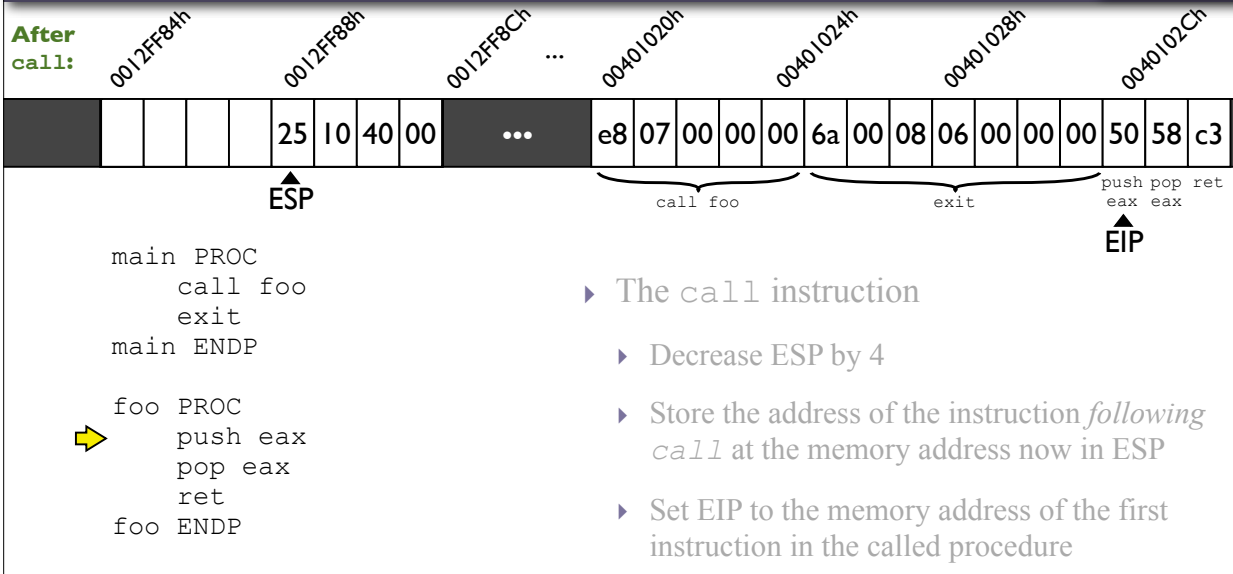 After
call:
0012FF84h 0012FF88h 0012FF8Ch ... 00401020h 00401024h 00401028h 0040102Ch
25 10 40 00 ••• e8 07 00 00 00 6a 00 08 06 00 00 00 50 58 c3
ESP
call foo exit push pop ret
eax eax
EIP
main PROC
call foo
exit
main ENDP
foo PROC
push eax
pop eax
ret
foo ENDP
The call instruction
Decrease ESP by 4
Store the address of the instruction following
call at the memory address now in ESP
Set EIP to the memory address of the first
instruction in the called procedure